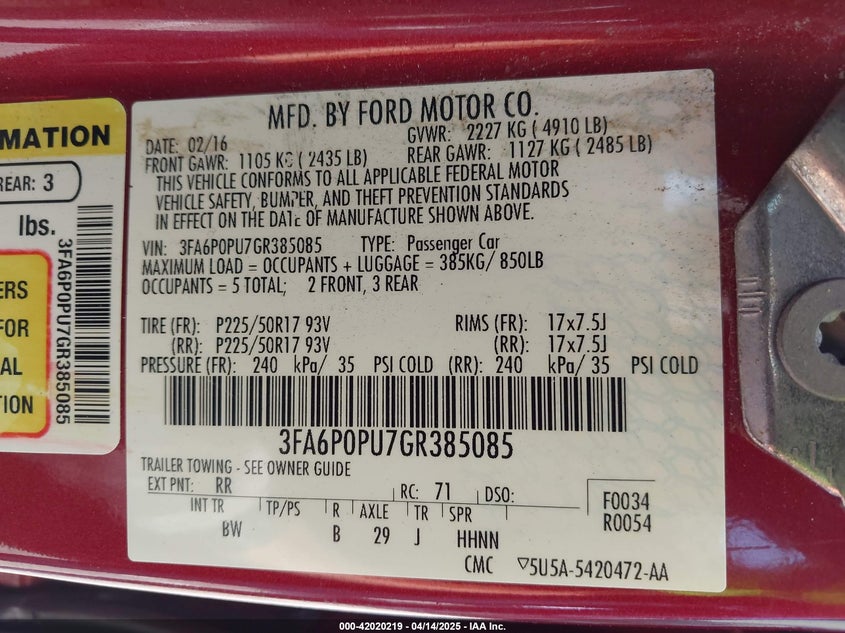 MATION
REAR: 3
lbs.
3FA6P0PU7GR385085
ERS
FOR
AL
TION
MFD. BY FORD MOTOR CO.
DATE: 02/16 GVWR: 2227 KG ( 4910 LB)
FRONT GAWR: 1105 KG ( 2435 LB) REAR GAWR: 1127 KG ( 2485 LB)
THIS VEHICLE CONFORMS TO ALL APPLICABLE FEDERAL MOTOR
VEHICLE SAFETY, BUMPER, AND THEFT PREVENTION STANDARDS
IN EFFECT ON THE DATE OF MANUFACTURE SHOWN ABOVE.
VIN: 3FA6P0PU7GR385085 TYPE: Passenger Car
MAXIMUM LOAD = OCCUPANTS + LUGGAGE = 385KG/ 850LB
OCCUPANTS = 5 TOTAL; 2 FRONT, 3 REAR
TIRE (FR): P225/50R17 93V RIMS (FR): 17x7.5J
(RR): P225/50R17 93V (RR): 17x7.5J
PRESSURE (FR): 240 kPa/ 35 PSI COLD (RR): 240 kPa/ 35 PSI COLD
3FA6P0PU7GR385085
TRAILER TOWING - SEE OWNER GUIDE
EXT PNT: RR RC: 71 DSO: F0034
INT TR TP/PS R AXLE TR SPR R0054
BW B 29 J HHNN
CMC ▽5U5A-5420472-AA
000-42020219 - 04/14/2025 - IAA Inc.